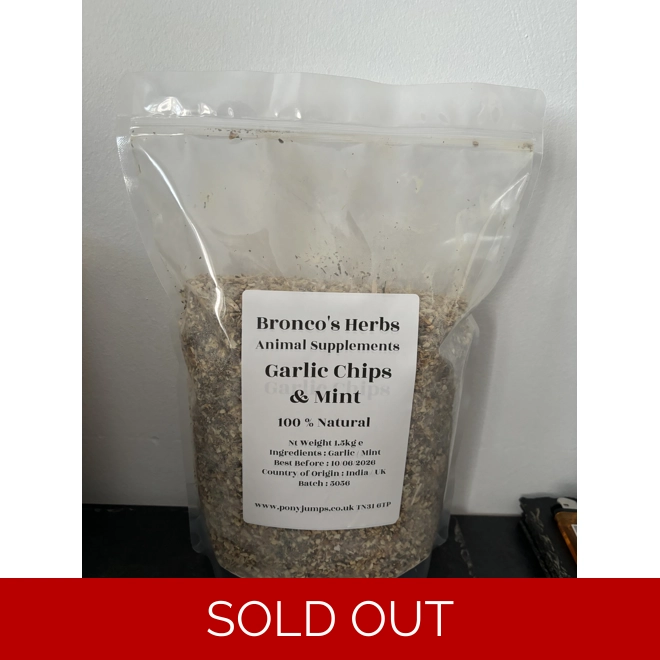 Bronco's Herbs
Animal Supplements
Garlic Chips
& Mint
100 % Natural
Nt Weight 1.5kg e
Ingredients : Garlic / Mint
Best Before : 10/06/2026
Country of Origin : India / UK
Batch : 5056
www.ponyjumps.co.uk TN31 6TP
SOLD OUT